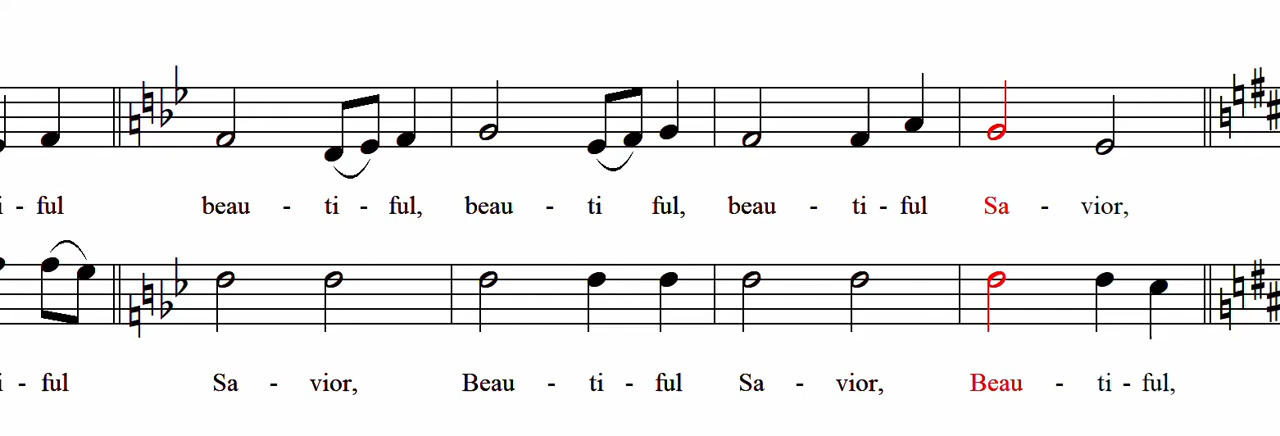 i - ful beau - ti - ful, beau - ti ful, beau - ti - ful Sa - vior,
i - ful Sa - vior, Beau - ti - ful Sa - vior, Beau - ti - ful,